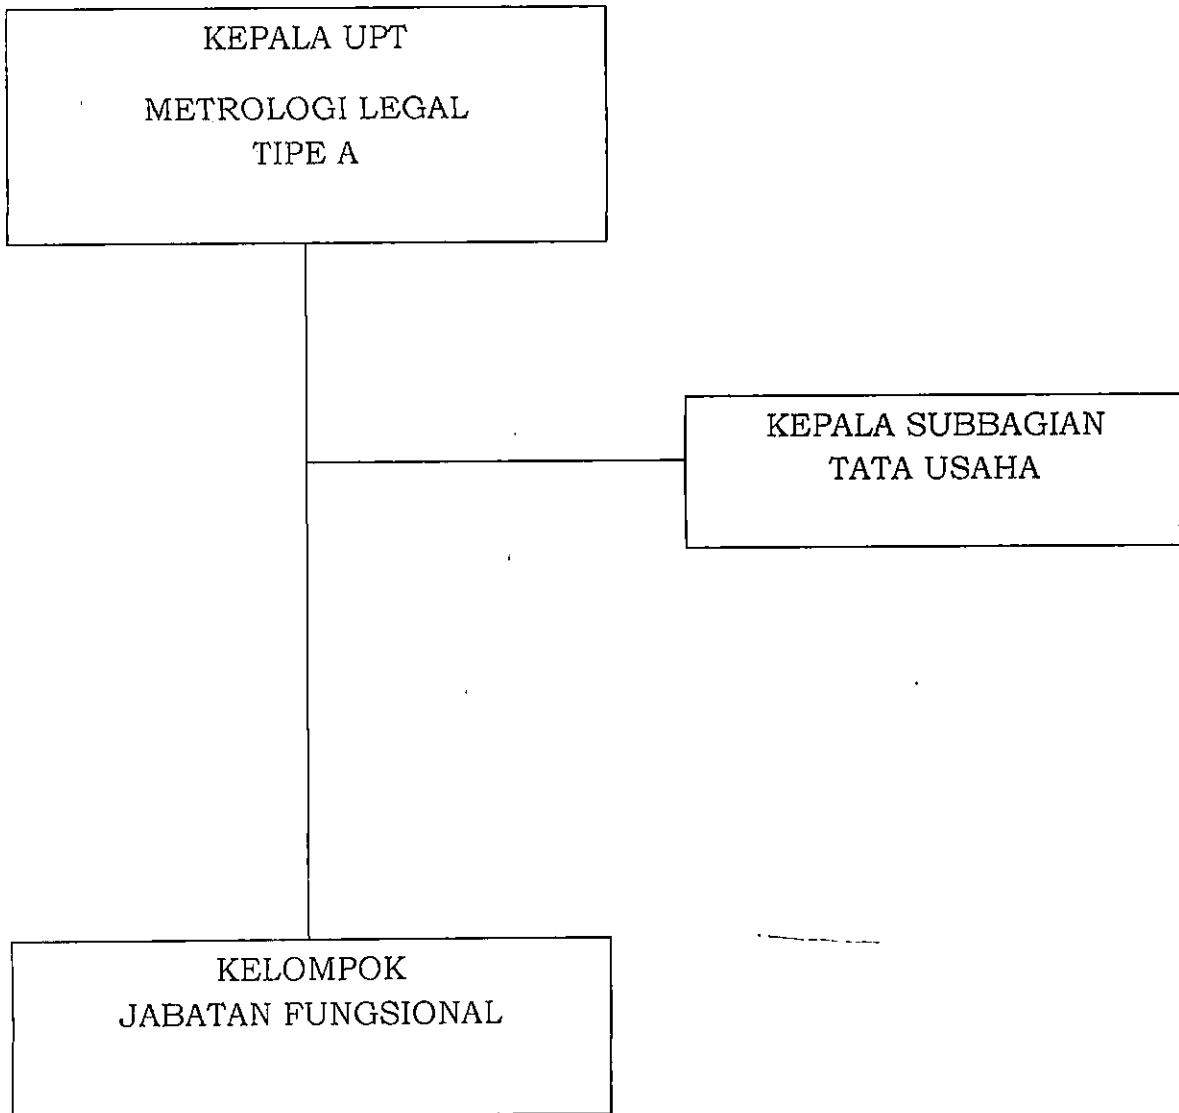 KEPALA UPT
METROLOGI LEGAL
TIPE A
KEPALA SUBBAGIAN
TATA USAHA
KELOMPOK
JABATAN FUNGSIONAL